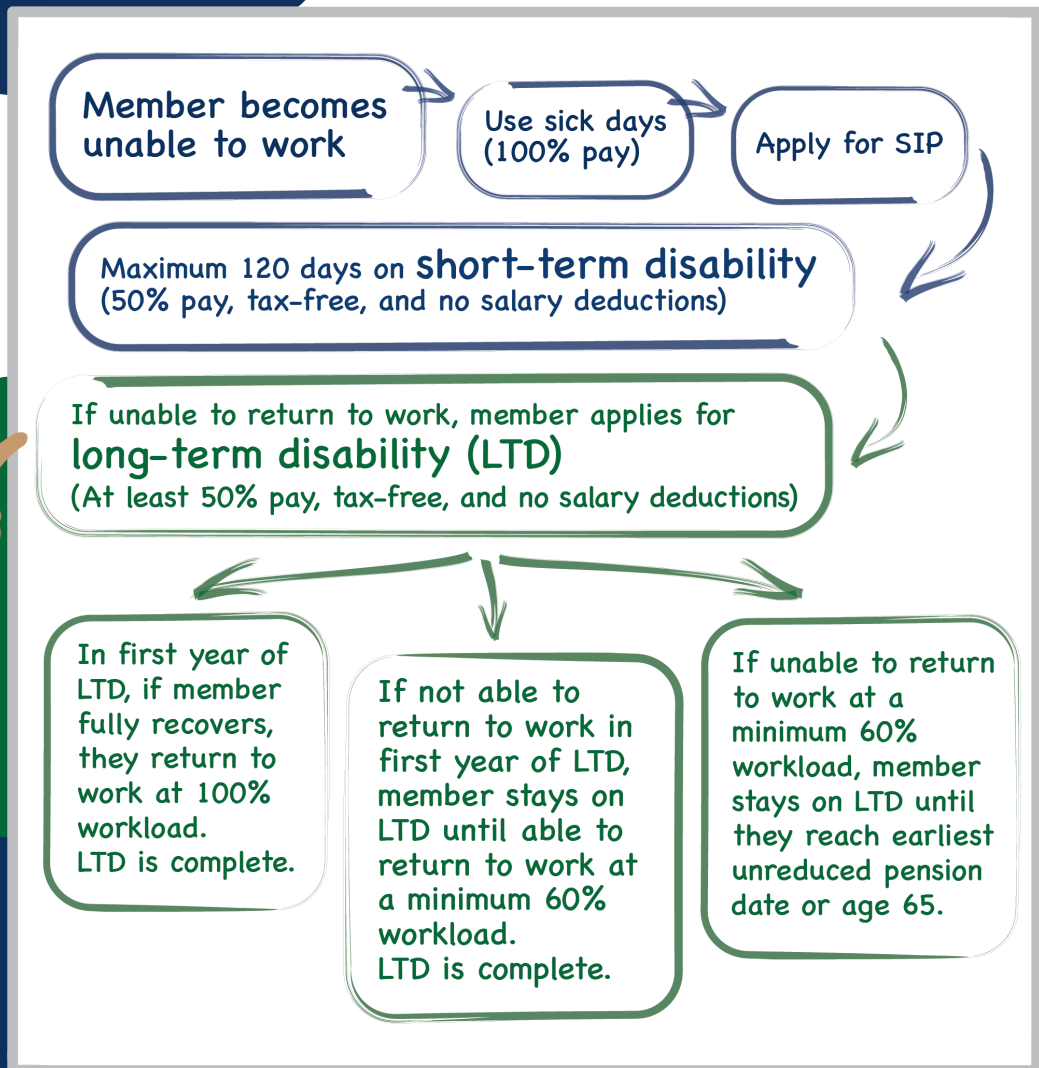 Member becomes
unable to work
Use sick days
(100% pay)
Apply for SIP
Maximum 120 days on short-term disability
(50% pay, tax-free, and no salary deductions)
If unable to return to work, member applies for
long-term disability (LTD)
(At least 50% pay, tax-free, and no salary deductions)
In first year of
LTD, if member
fully recovers,
they return to
work at 100%
workload.
LTD is complete.
If not able to
return to work in
first year of LTD,
member stays on
LTD until able to
return to work at
a minimum 60%
workload.
LTD is complete.
If unable to return
to work at a
minimum 60%
workload, member
stays on LTD until
they reach earliest
unreduced pension
date or age 65.